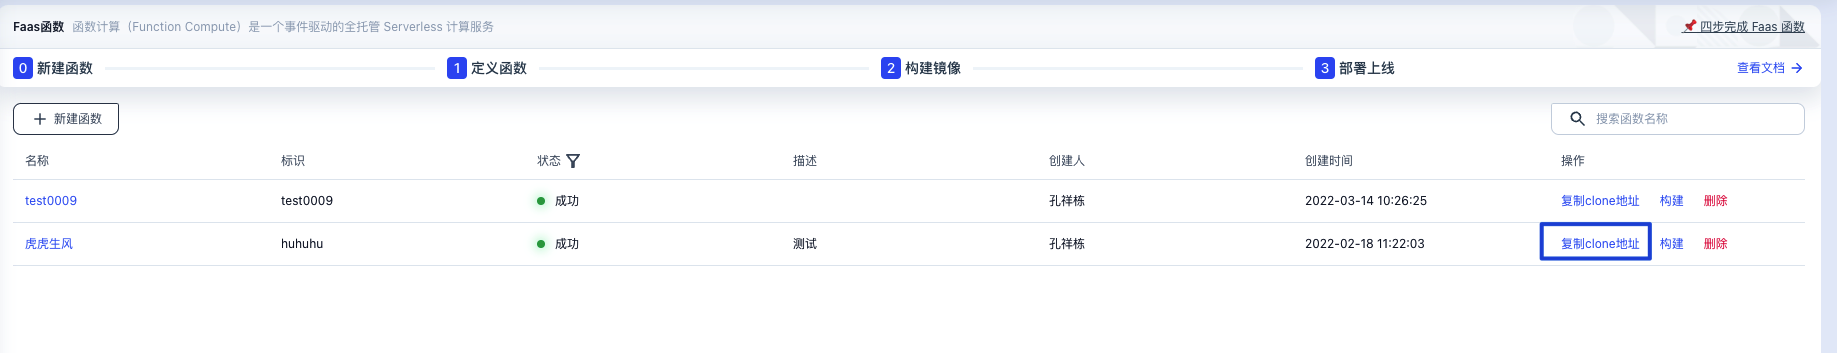 Faas函数 函数计算（Function Compute）是一个事件驱动的全托管 Serverless 计算服务 四步完成 Faas 函数
0 新建函数 1 定义函数 2 构建镜像 3 部署上线 查看文档
新建函数 搜索函数名称
名称 标识 状态 描述 创建人 创建时间 操作
test0009 test0009 成功 孔祥栋 2022-03-14 10:26:25 复制clone地址 构建 删除
虎虎生风 huhuhu 成功 测试 孔祥栋 2022-02-18 11:22:03 复制clone地址 构建 删除